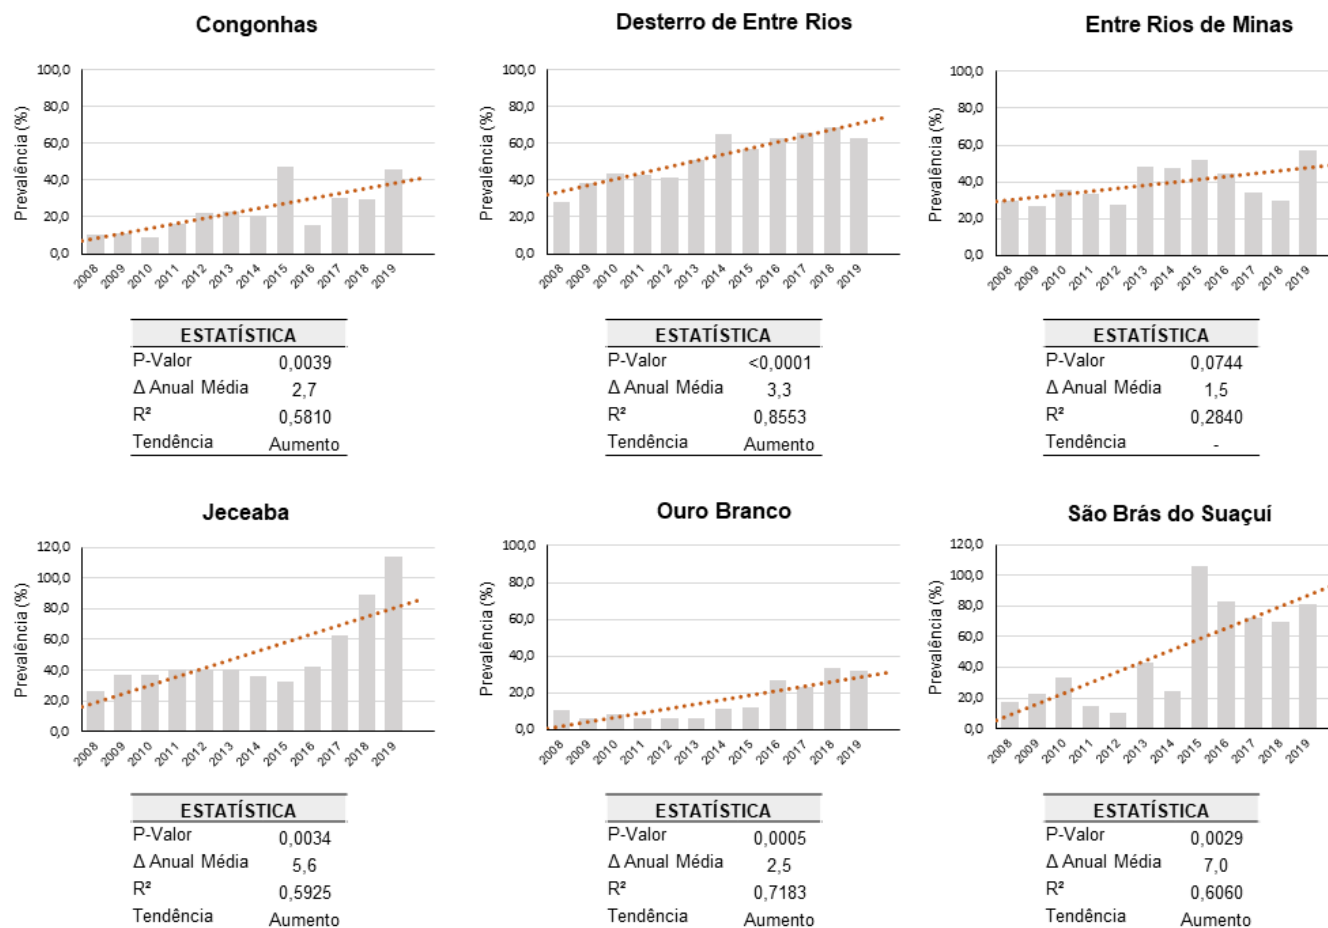 Congonhas
Prevalência (%)
100,0
80,0
60,0
40,0
20,0
0,0
2008 2009 2010 2011 2012 2013 2014 2015 2016 2017 2018 2019
ESTATÍSTICA
P-Valor 0,0039
Δ Anual Média 2,7
R² 0,5810
Tendência Aumento
Desterro de Entre Rios
Prevalência (%)
100,0
80,0
60,0
40,0
20,0
0,0
2008 2009 2010 2011 2012 2013 2014 2015 2016 2017 2018 2019
ESTATÍSTICA
P-Valor <0,0001
Δ Anual Média 3,3
R² 0,8553
Tendência Aumento
Entre Rios de Minas
Prevalência (%)
100,0
80,0
60,0
40,0
20,0
0,0
2008 2009 2010 2011 2012 2013 2014 2015 2016 2017 2018 2019
ESTATÍSTICA
P-Valor 0,0744
Δ Anual Média 1,5
R² 0,2840
Tendência -
Jeceaba
Prevalência (%)
120,0
100,0
80,0
60,0
40,0
20,0
0,0
2008 2009 2010 2011 2012 2013 2014 2015 2016 2017 2018 2019
ESTATÍSTICA
P-Valor 0,0034
Δ Anual Média 5,6
R² 0,5925
Tendência Aumento
Ouro Branco
Prevalência (%)
100,0
80,0
60,0
40,0
20,0
0,0
2008 2009 2010 2011 2012 2013 2014 2015 2016 2017 2018 2019
ESTATÍSTICA
P-Valor 0,0005
Δ Anual Média 2,5
R² 0,7183
Tendência Aumento
São Brás do Suaçuí
Prevalência (%)
120,0
100,0
80,0
60,0
40,0
20,0
0,0
2008 2009 2010 2011 2012 2013 2014 2015 2016 2017 2018 2019
ESTATÍSTICA
P-Valor 0,0029
Δ Anual Média 7,0
R² 0,6060
Tendência Aumento